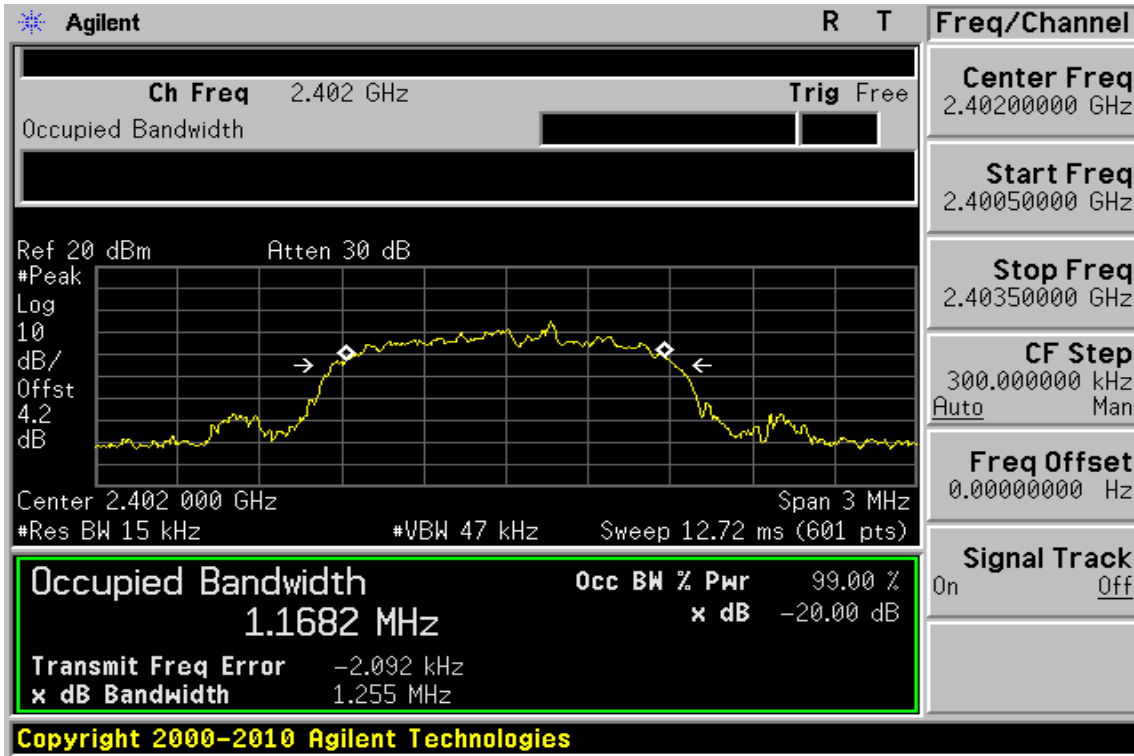 Agilent R T
Ch Freq 2.402 GHz Trig Free
Occupied Bandwidth
Ref 20 dBm Atten 30 dB
#Peak
Log
10
dB/
Offst
4.2
dB
Center 2.402 000 GHz Span 3 MHz
#Res BW 15 kHz #VBW 47 kHz Sweep 12.72 ms (601 pts)
Occupied Bandwidth Occ BW % Pwr 99.00 %
1.1682 MHz x dB -20.00 dB
Transmit Freq Error -2.092 kHz
x dB Bandwidth 1.255 MHz
Copyright 2000-2010 Agilent Technologies
Freq/Channel
Center Freq
2.40200000 GHz
Start Freq
2.40050000 GHz
Stop Freq
2.40350000 GHz
CF Step
300.000000 kHz
Auto Man
Freq Offset
0.00000000 Hz
Signal Track
On Off